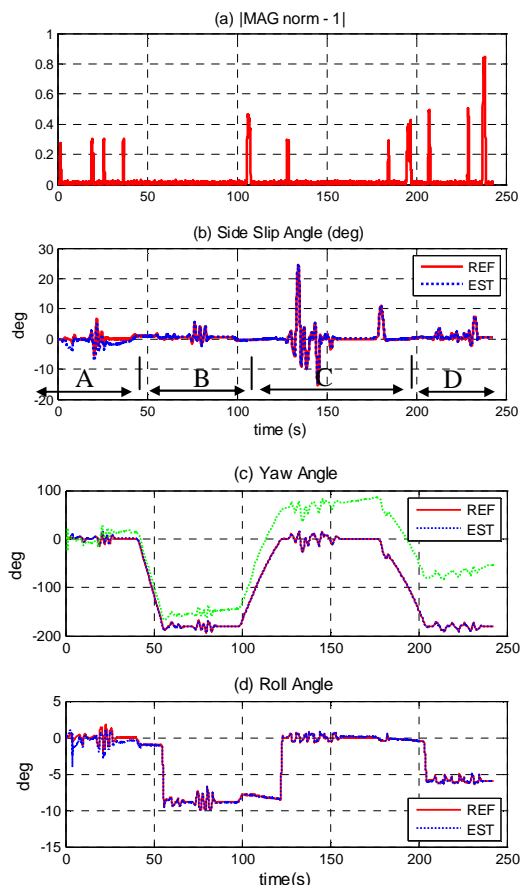 (a) |MAG norm - 1|
1
0.8
0.6
0.4
0.2
0
0 50 100 150 200 250
(b) Side Slip Angle (deg)
30
20
10
0
-10
-20
deg
REF
EST
A B C D
0 50 100 150 200 250
time (s)
(c) Yaw Angle
100
0
-100
-200
deg
REF
EST
0 50 100 150 200 250
(d) Roll Angle
5
0
-5
-10
-15
deg
REF
EST
0 50 100 150 200 250
time(s)